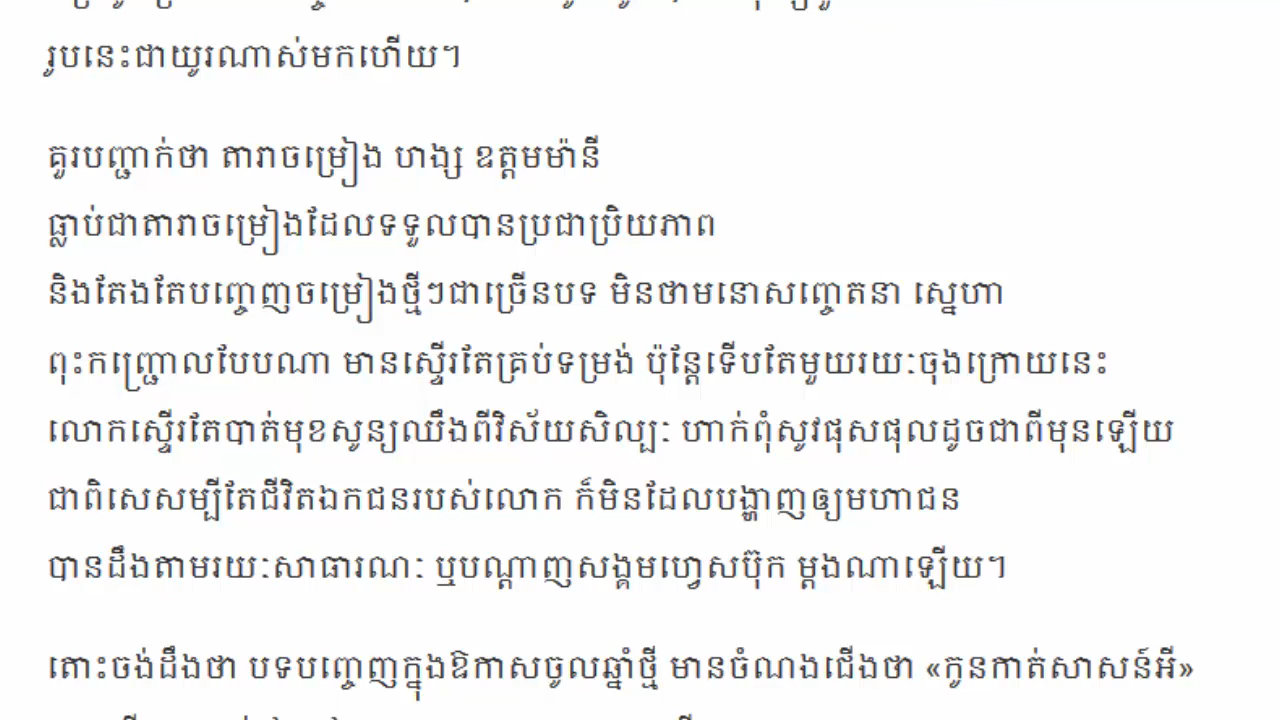 រូបនេះជាយូរណាស់មកហើយ។
គួរបញ្ជាក់ថា តារាចម្រៀង ហង្ស ឧត្តមម៉ានី
ធ្លាប់ជាតារាចម្រៀងដែលទទួលបានប្រជាប្រិយភាព
និងតែងតែបញ្ចេញចម្រៀងថ្មីៗជាច្រើនបទ មិនថាមនោសញ្ចេតនា ស្នេហា
ពុះកញ្ជ្រោលបែបណា មានស្ទើរតែគ្រប់ទម្រង់ ប៉ុន្តែទើបតែមួយរយៈចុងក្រោយនេះ
លោកស្ទើរតែបាត់មុខសូន្យឈឹងពីវិស័យសិល្បៈ ហាក់ពុំសូវផុសផុលដូចជាពីមុនឡើយ
ជាពិសេសម្បីតែជីវិតឯកជនរបស់លោក ក៏មិនដែលបង្ហាញឲ្យមហាជន
បានដឹងតាមរយៈសាធារណៈ ឬបណ្តាញសង្គមហ្វេសប៊ុក ម្តងណាឡើយ។
តោះចង់ដឹងថា បទបញ្ចេញក្នុងឱកាសចូលឆ្នាំថ្មី មានចំណងជើងថា «កូនកាត់សាសន៍អី»